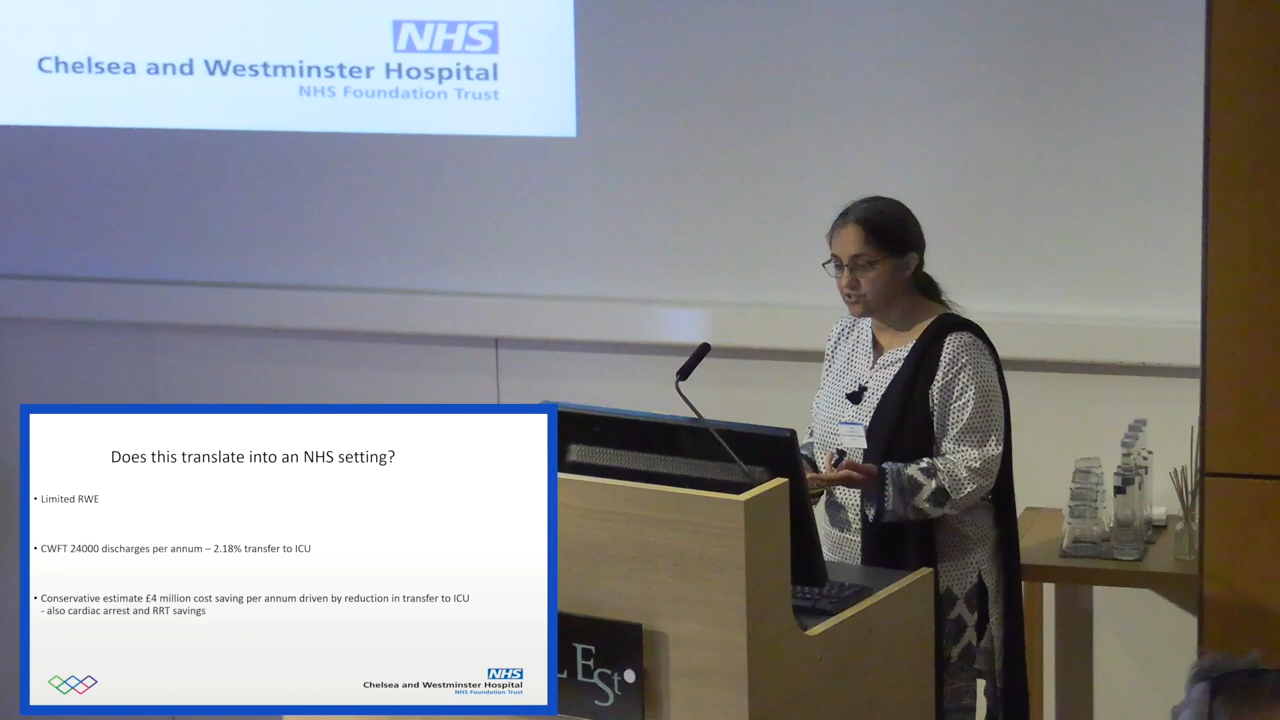 NHS
Chelsea and Westminster Hospital
NHS Foundation Trust
Does this translate into an NHS setting?
• Limited RWE
• CWFT 24000 discharges per annum – 2.18% transfer to ICU
• Conservative estimate £4 million cost saving per annum driven by reduction in transfer to ICU
- also cardiac arrest and RRT savings
NHS
Chelsea and Westminster Hospital
NHS Foundation Trust
ESt